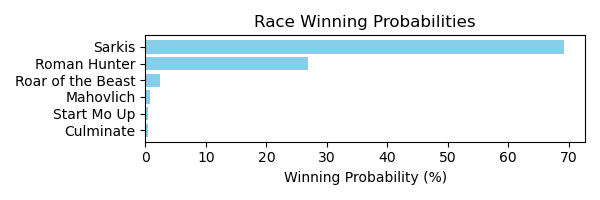 Race Winning Probabilities
Sarkis
Roman Hunter
Roar of the Beast
Mahovlich
Start Mo Up
Culminate
0 10 20 30 40 50 60 70
Winning Probability (%)